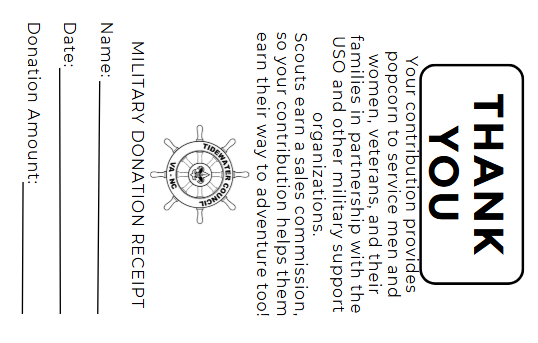 THANK
YOU
Your contribution provides
popcorn to service men and
women, veterans, and their
families in partnership with the
USO and other military support
organizations.
Scouts earn a sales commission,
so your contribution helps them
earn their way to adventure too!
TIDEWATER COUNCIL
VA - NC
MILITARY DONATION RECEIPT
Name:
Date:
Donation Amount: